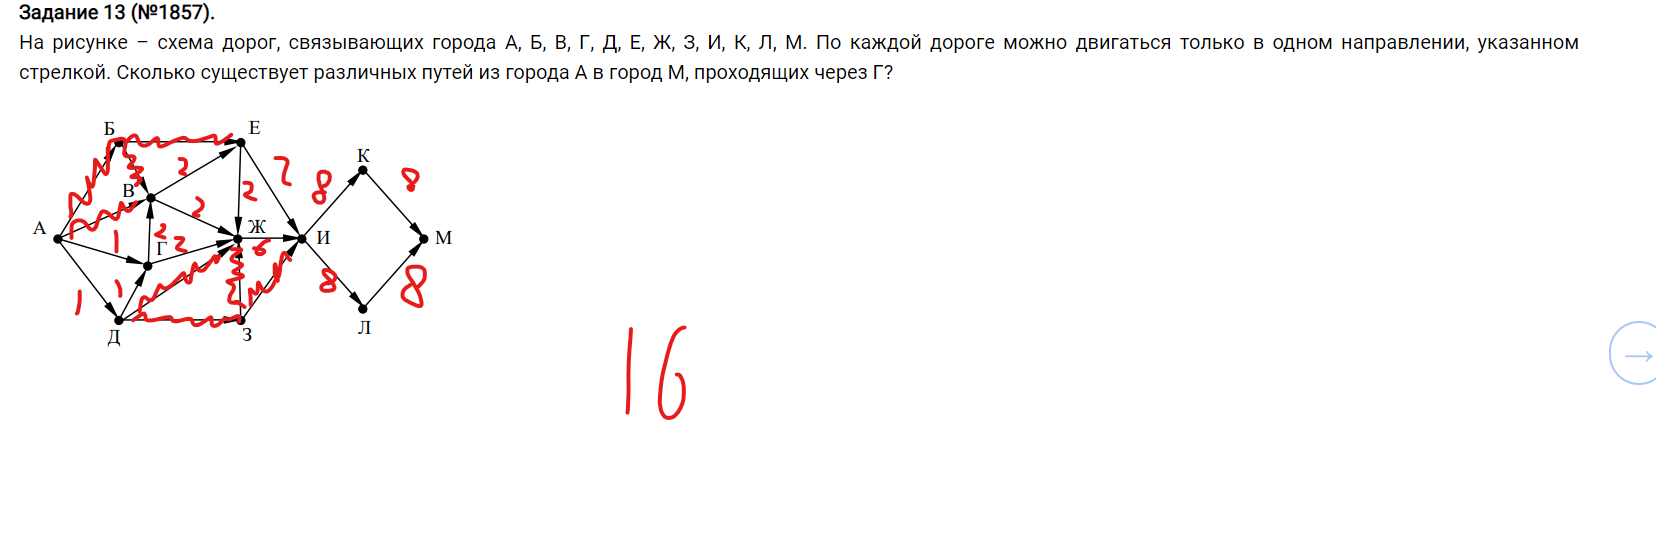 Задание 13 (№1857).
На рисунке – схема дорог, связывающих города А, Б, В, Г, Д, Е, Ж, З, И, К, Л, М. По каждой дороге можно двигаться только в одном направлении, указанном
стрелкой. Сколько существует различных путей из города А в город М, проходящих через Г?
Б
Е
К
2
2
8
8
В
2
2
А
Ж
И
М
1
2
2
Г
6
1
1
8
8
Д
З
Л
16